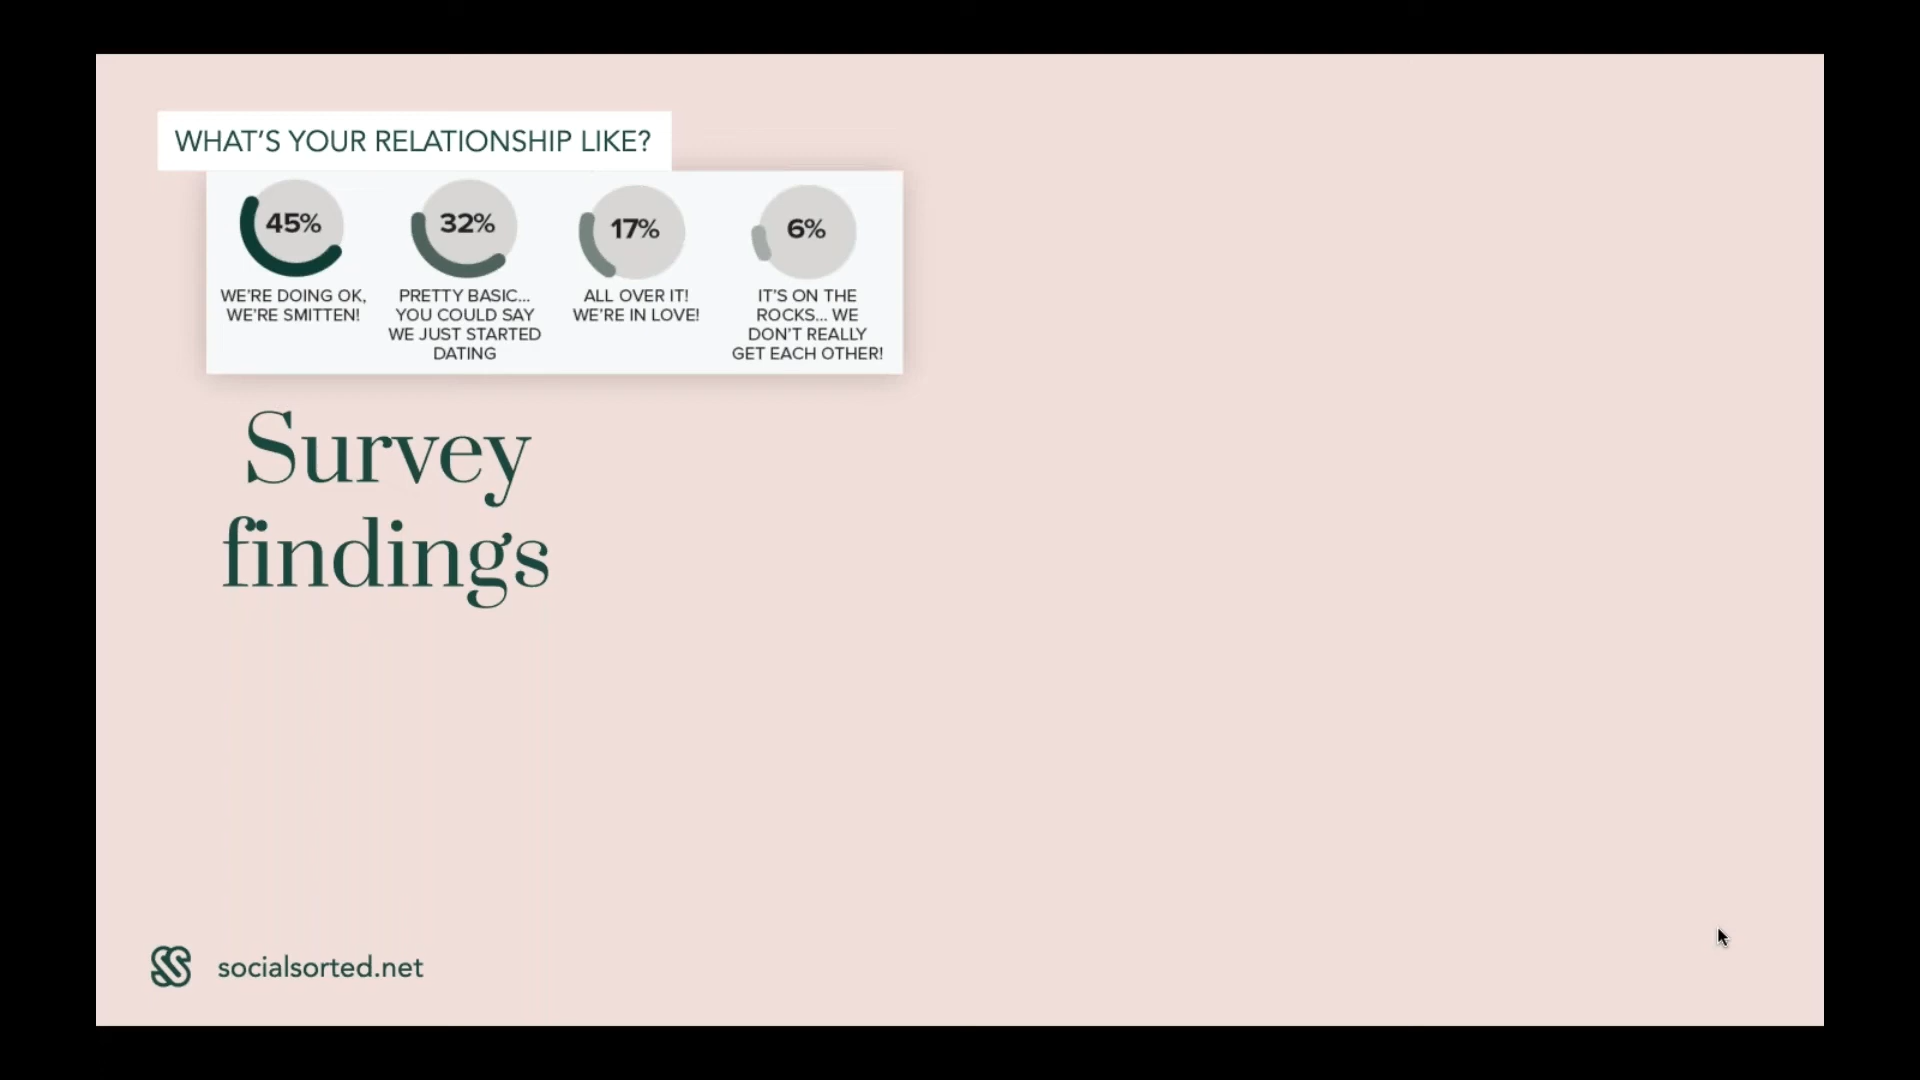 WHAT’S YOUR RELATIONSHIP LIKE?
45%
WE’RE DOING OK,
WE’RE SMITTEN!
32%
PRETTY BASIC...
YOU COULD SAY
WE JUST STARTED
DATING
17%
ALL OVER IT!
WE’RE IN LOVE!
6%
IT’S ON THE
ROCKS... WE
DON’T REALLY
GET EACH OTHER!
Survey
findings
socialsorted.net